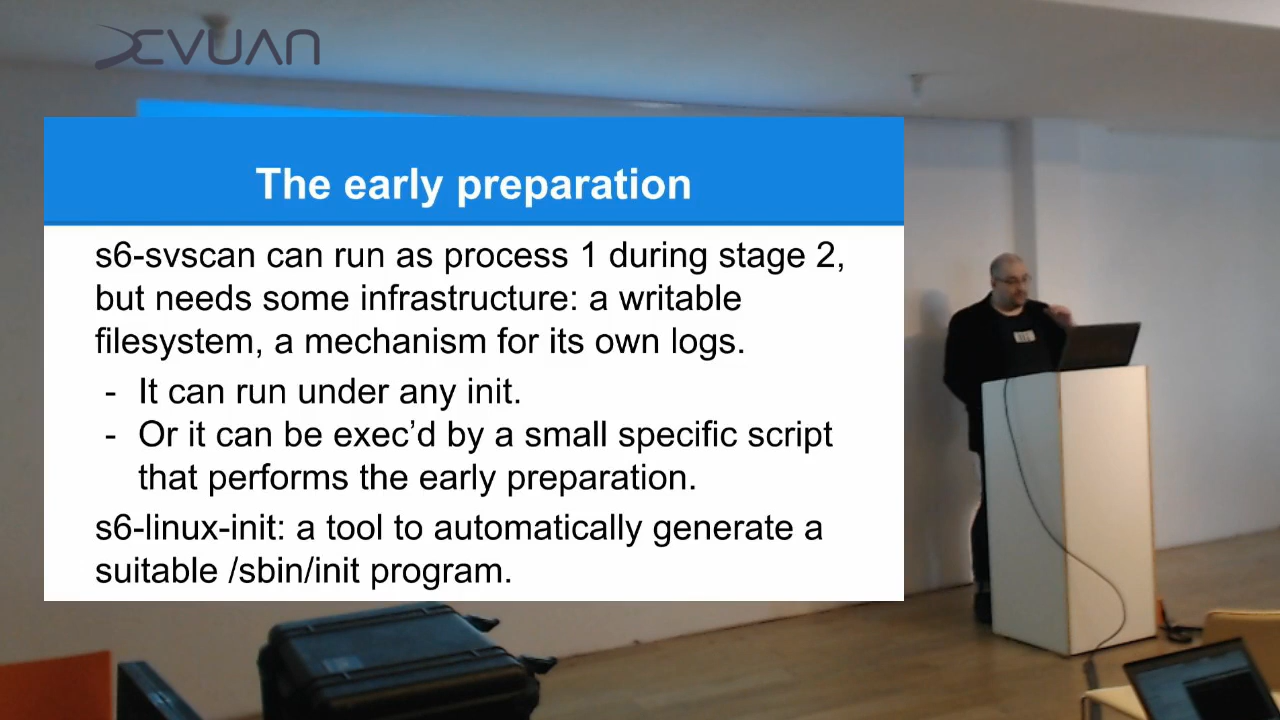 DEVUAN
The early preparation
s6-svscan can run as process 1 during stage 2,
but needs some infrastructure: a writable
filesystem, a mechanism for its own logs.
- It can run under any init.
- Or it can be exec’d by a small specific script
that performs the early preparation.
s6-linux-init: a tool to automatically generate a
suitable /sbin/init program.